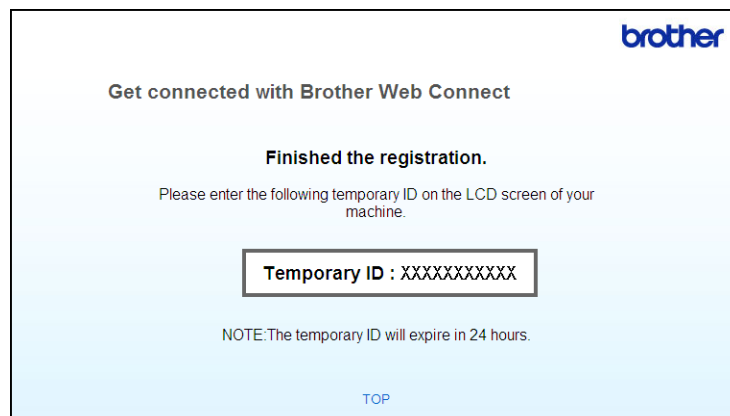 brother
Get connected with Brother Web Connect
Finished the registration.
Please enter the following temporary ID on the LCD screen of your
machine.
Temporary ID : XXXXXXXXXXX
NOTE:The temporary ID will expire in 24 hours.
TOP